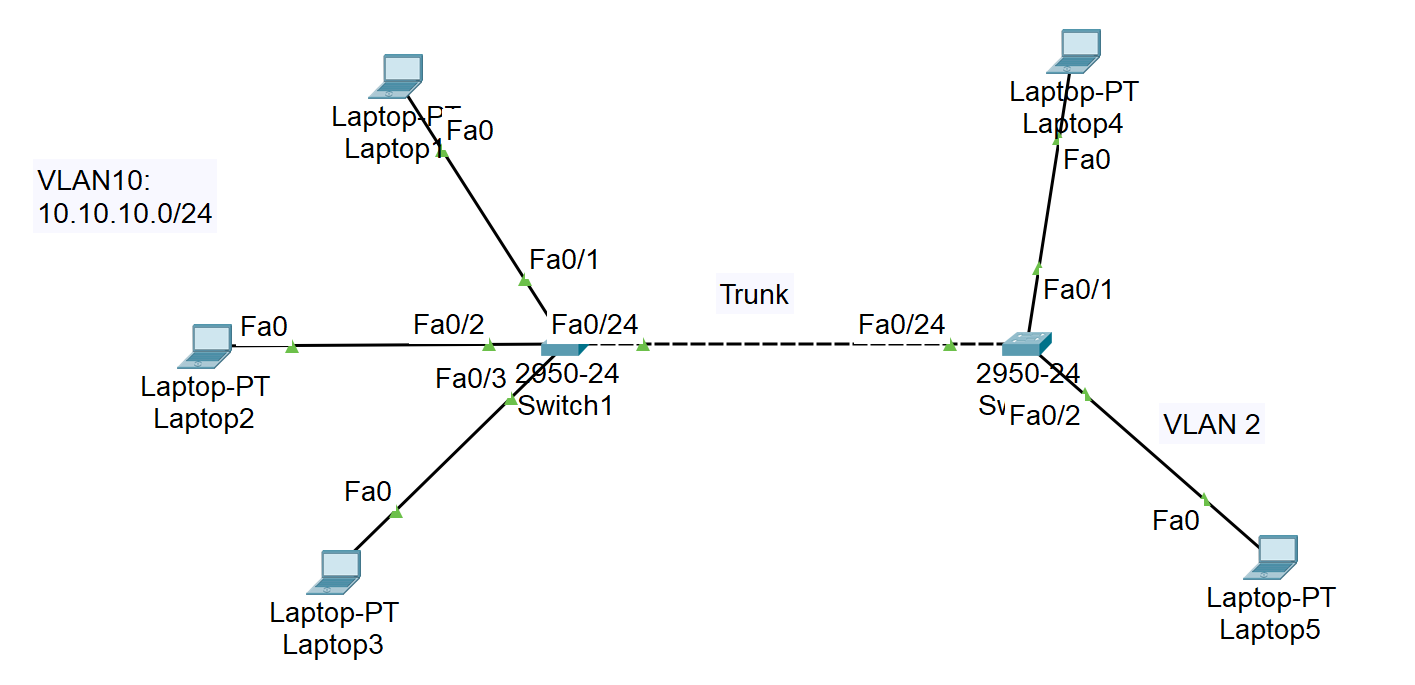 Laptop-PT
Laptop1
Fa0
VLAN10:
10.10.10.0/24
Fa0/1
Fa0
Fa0/2
Fa0/24
Laptop-PT
Laptop2
Fa0/3
2950-24
Switch1
Fa0
Laptop-PT
Laptop3
Trunk
Laptop-PT
Laptop4
Fa0
Fa0/1
Fa0/24
2950-24
Fa0/2
VLAN 2
Fa0
Laptop-PT
Laptop5